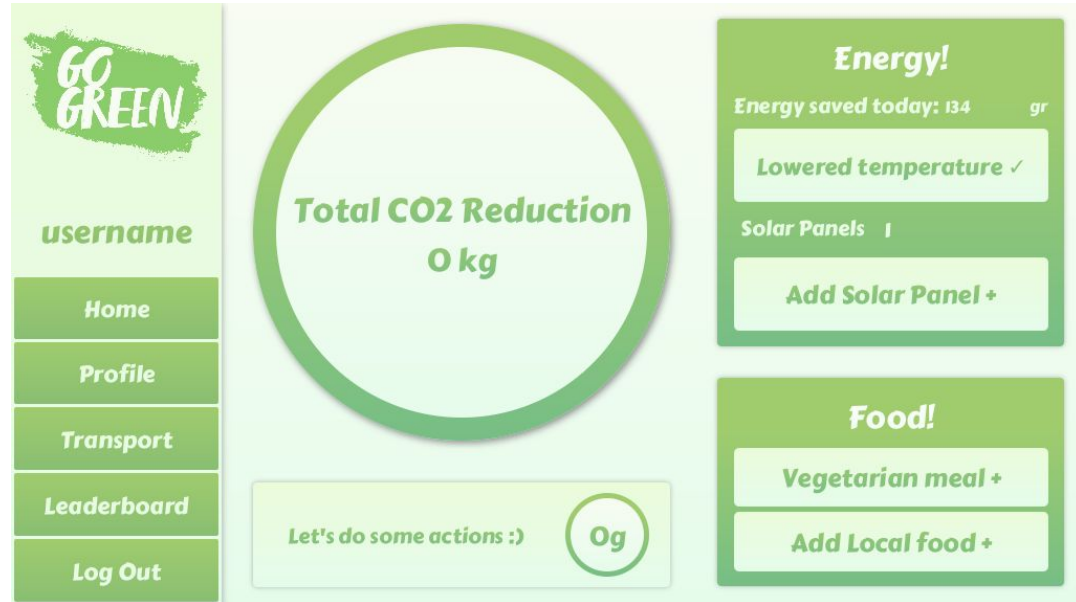 GO
GREEN
username
Home
Profile
Transport
Leaderboard
Log Out
Total CO2 Reduction
0 kg
Let's do some actions :)
0g
Energy!
Energy saved today: 134 gr
Lowered temperature ✓
Solar Panels 1
Add Solar Panel +
Food!
Vegetarian meal +
Add Local food +